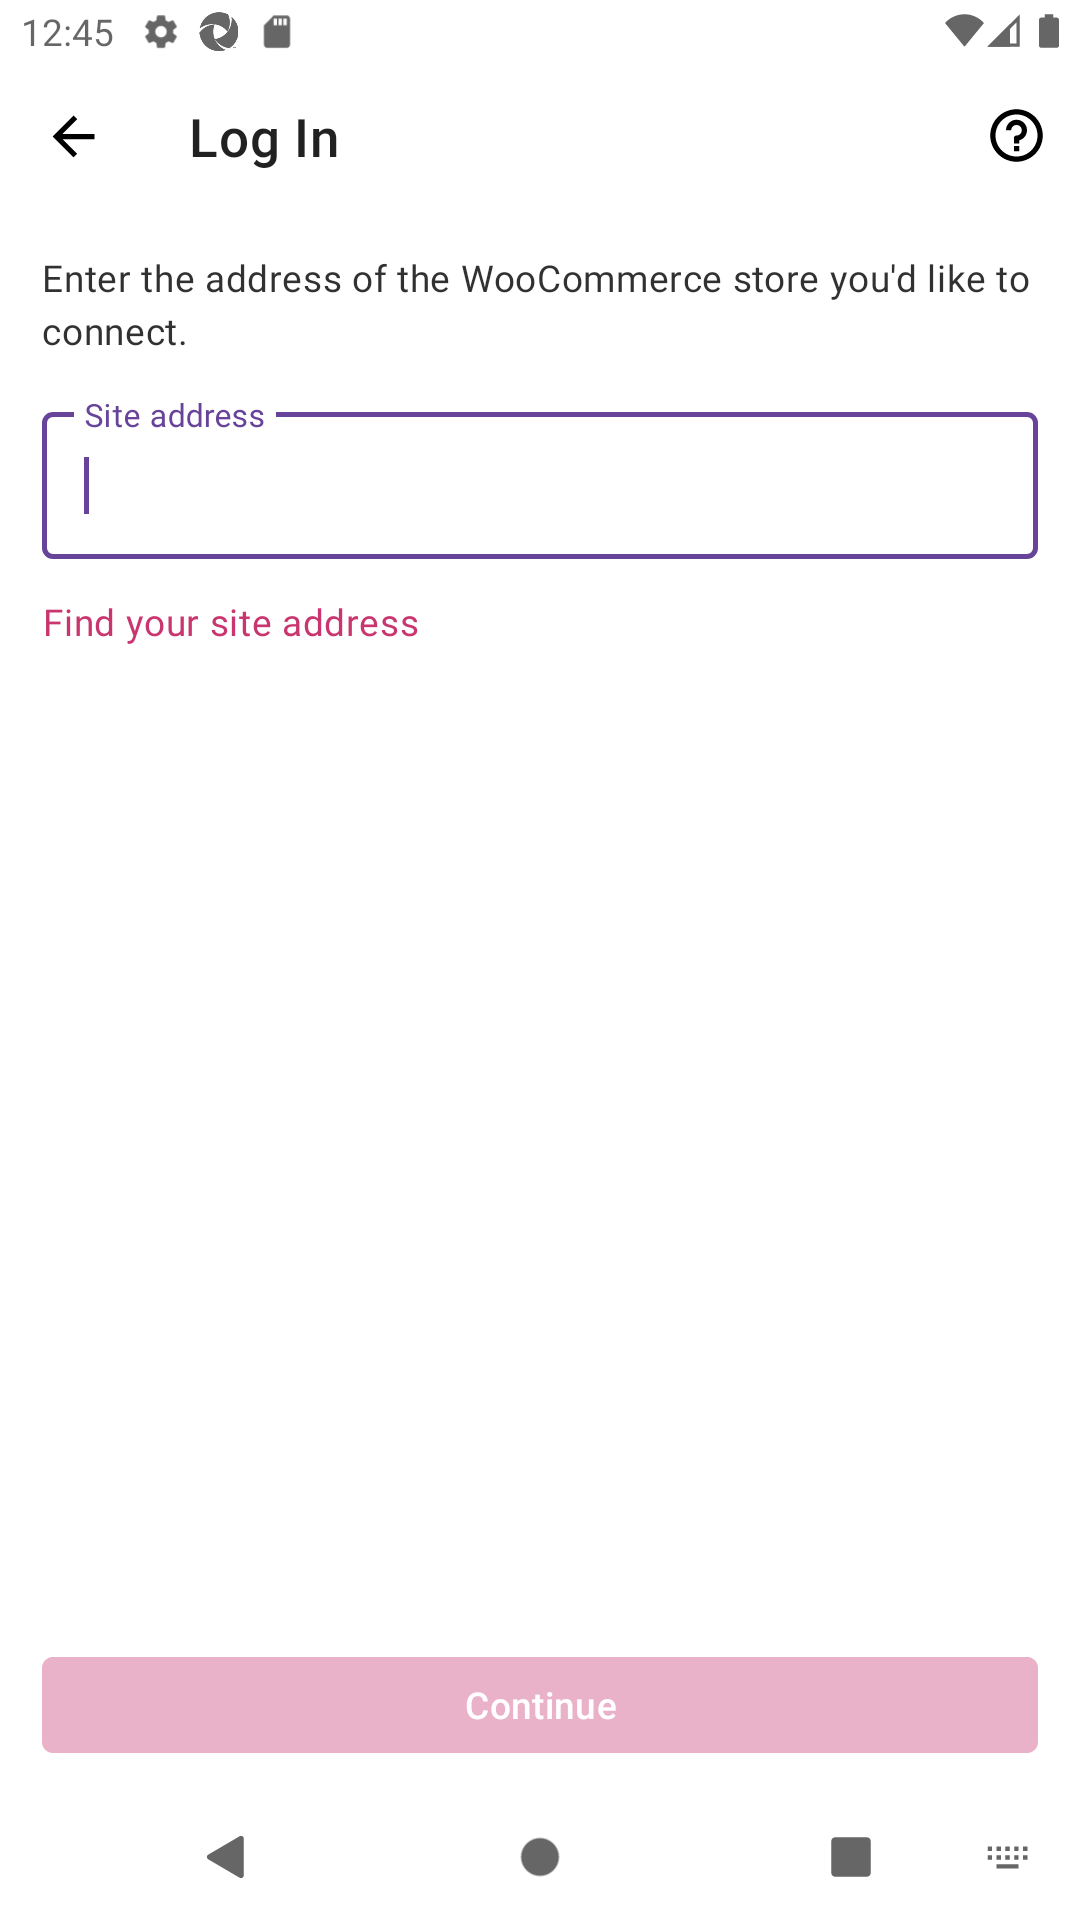 12:45
Log In
Enter the address of the WooCommerce store you'd like to
connect.
Site address
Find your site address
Continue